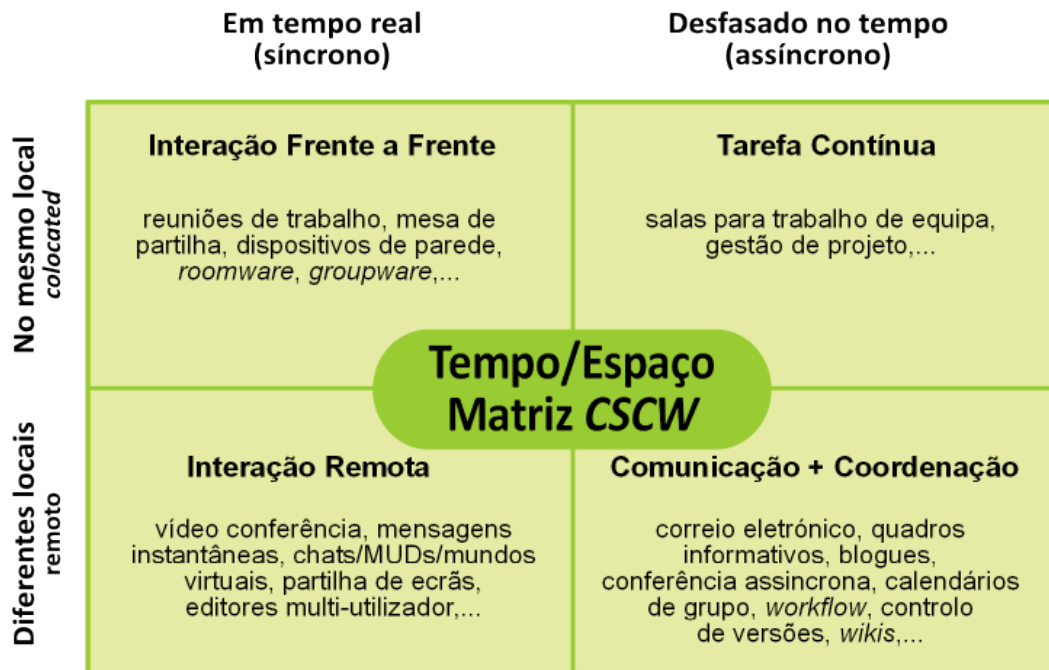 Em tempo real
(síncrono)
Desfasado no tempo
(assíncrono)
No mesmo local
colocated
Interação Frente a Frente
reuniões de trabalho, mesa de
partilha, dispositivos de parede,
roomware, groupware,...
Tarefa Contínua
salas para trabalho de equipa,
gestão de projeto,...
Tempo/Espaço
Matriz CSCW
Diferentes locais
remoto
Interação Remota
vídeo conferência, mensagens
instantâneas, chats/MUDs/mundos
virtuais, partilha de ecrãs,
editores multi-utilizador,...
Comunicação + Coordenação
correio eletrónico, quadros
informativos, blogues,
conferência assincrona, calendários
de grupo, workflow, controlo
de versões, wikis,...